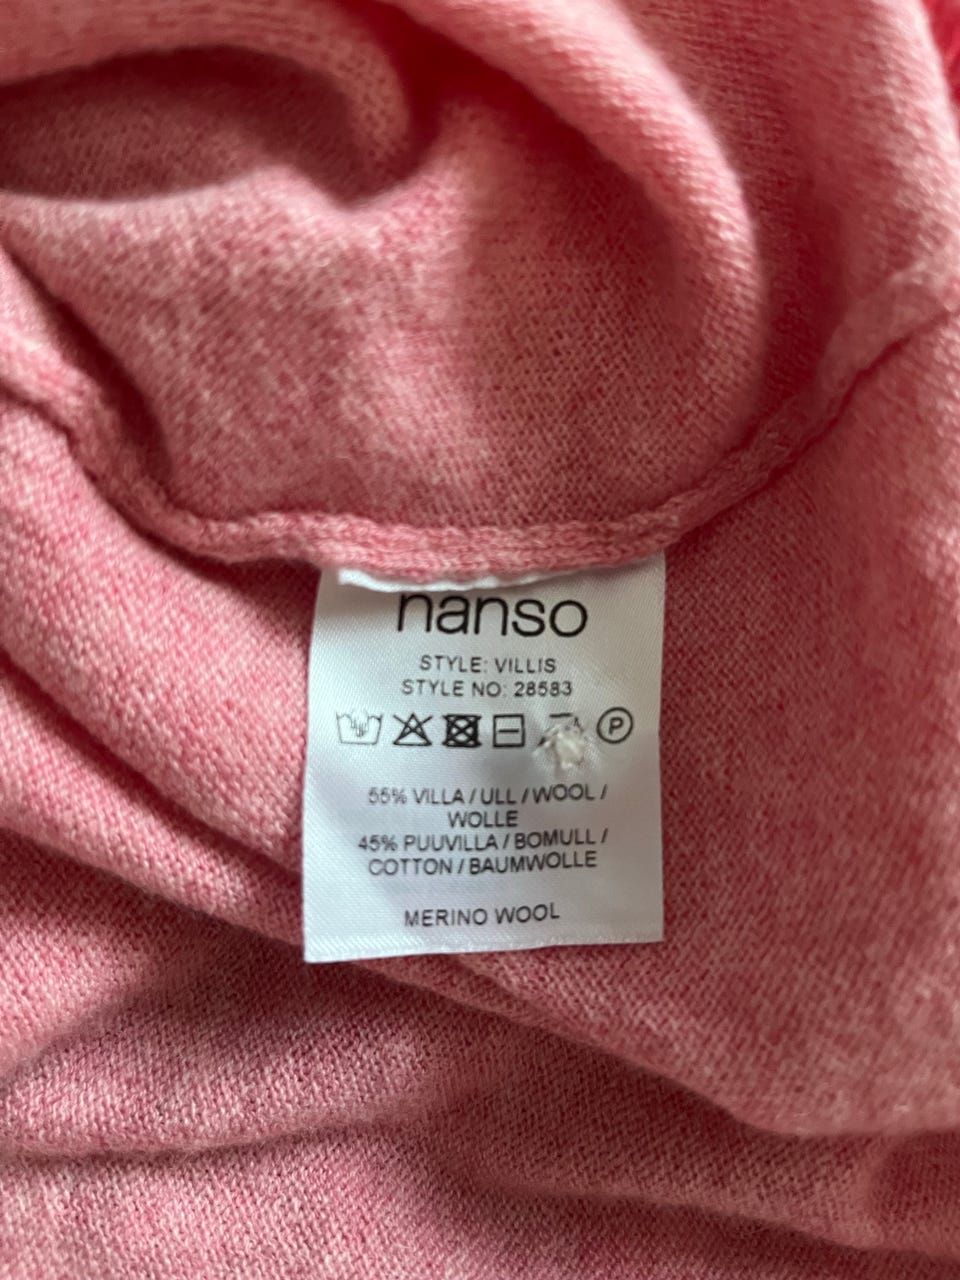 nanso
STYLE: VILLIS
STYLE NO: 28583
P
55% VILLA / ULL / WOOL /
WOLLE
45% PUUVILLA / BOMULL /
COTTON / BAUMWOLLE
MERINO WOOL